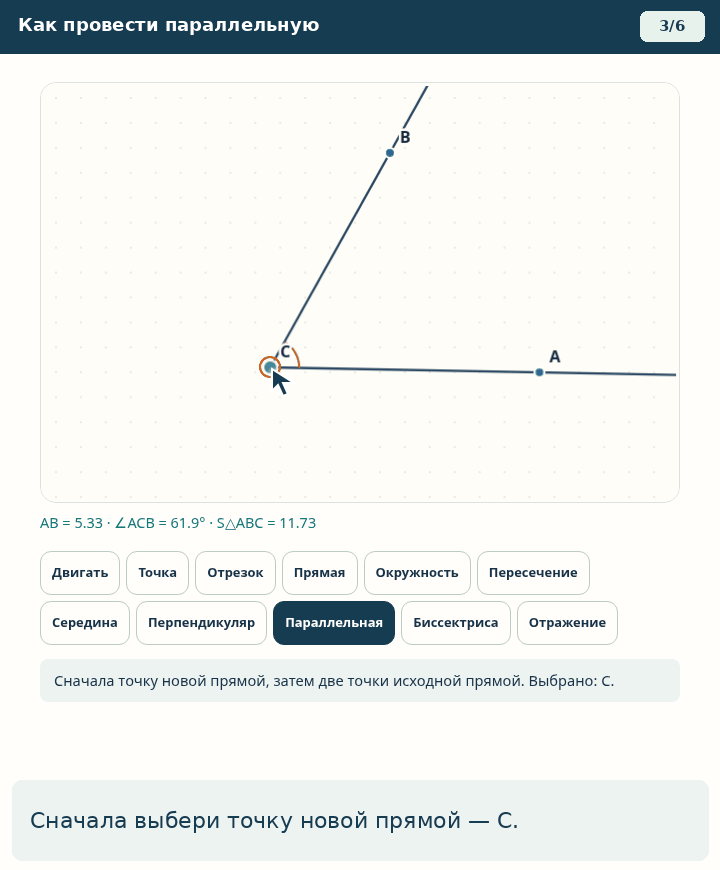 Как провести параллельную
3/6
B
C
A
AB = 5.33 · ∠ACB = 61.9° · S△ABC = 11.73
Двигать Точка Отрезок Прямая Окружность Пересечение
Середина Перпендикуляр Параллельная Биссектриса Отражение
Сначала точку новой прямой, затем две точки исходной прямой. Выбрано: C.
Сначала выбери точку новой прямой — C.